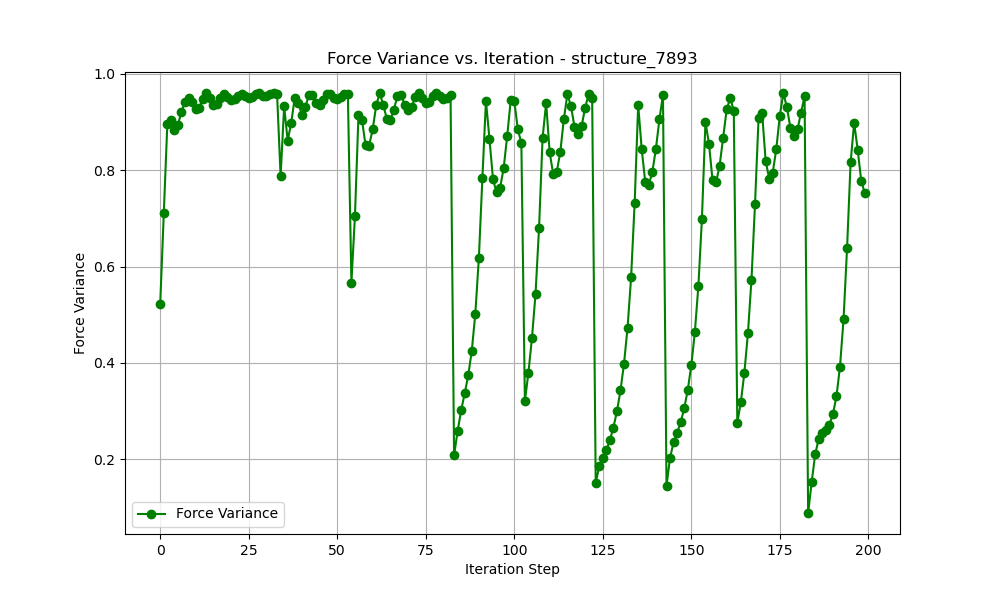 Force Variance vs. Iteration - structure_7893
Force Variance
1.0
0.8
0.6
0.4
0.2
Force Variance
0 25 50 75 100 125 150 175 200
Iteration Step